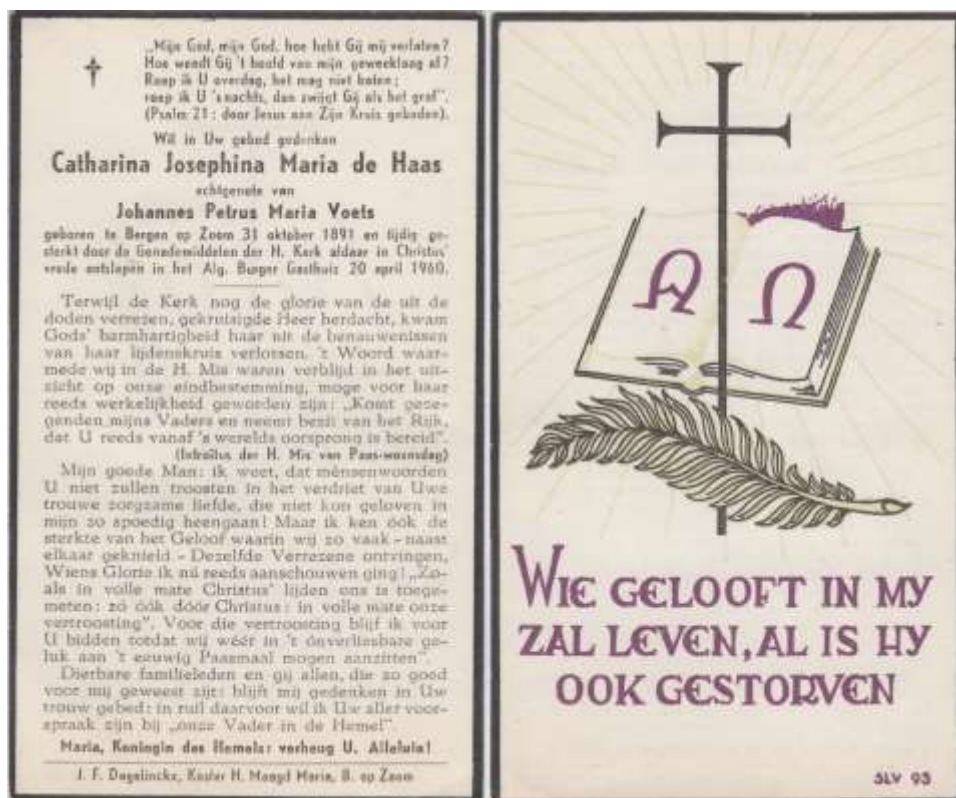 „Mijn God, mijn God, hoe hebt Gij mij verlaten?
Hoe wendt Gij 't hoofd van mijn geweeklaag af?
Roep ik U overdag, het mag niet baten;
roep ik U 's nachts, dan zwijgt Gij als het graf".
(Psalm 21: door Jesus aan Zijn Kruis gebeden).
Wil in Uw gebed gedenken
Catharina Josephina Maria de Haas
echtgenote van
Johannes Petrus Maria Voets
geboren te Bergen op Zoom 31 oktober 1891 en tijdig ge-
sterkt door de Genademiddelen der H. Kerk aldaar in Christus'
vrede ontslapen in het Alg. Burger Gasthuis 20 april 1960.
Terwijl de Kerk nog de glorie van de uit de
doden verrezen, gekruisigde Heer herdacht, kwam
Gods' barmhartigheid haar uit de benauwenissen
van haar lijdenskruis verlossen. 't Woord waar-
mede wij in de H. Mis waren verblijd in het uit-
zicht op onze eindbestemming, moge voor haar
reeds werkelijkheid geworden zijn: „Komt geze-
genden mijns Vaders en neemt bezit van het Rijk,
dat U reeds vanaf 's werelds oorsprong is bereid".
(Introïtus der H. Mis van Paas-woensdag)
Mijn goede Man: ik weet, dat mènsenwoorden
U niet zullen troosten in het verdriet van Uwe
trouwe zorgzame liefde, die niet kon geloven in
mijn zo spoedig heengaan! Maar ik ken óók de
sterkte van het Geloof waarin wij zo vaak - naast
elkaar geknield - Dezelfde Verrezene ontvingen,
Wiens Glorie ik nú reeds aanschouwen ging! „Zo-
als in volle mate Christus' lijden ons is toege-
meten: zó óók dóór Christus: in volle mate onze
vertroosting". Voor die vertroosting blijf ik voor
U bidden totdat wij wéér in 't ónverliesbare ge-
luk aan 't eeuwig Paasmaal mogen aanzitten".
Dierbare familieleden en gij allen, die zo goed
voor mij geweest zijt: blijft mij gedenken in Uw
trouw gebed: in ruil daarvoor wil ik Uw aller voor-
spraak zijn bij „onze Vader in de Hemel"
Maria, Koningin des Hemels: verheug U. Alleluia!
J. F. Dagelinckx, Koster H. Maagd Maria, B. op Zoom
A Ω
WIE GELOOFT IN MY
ZAL LEVEN, AL IS HY
OOK GESTORVEN
SLV 93